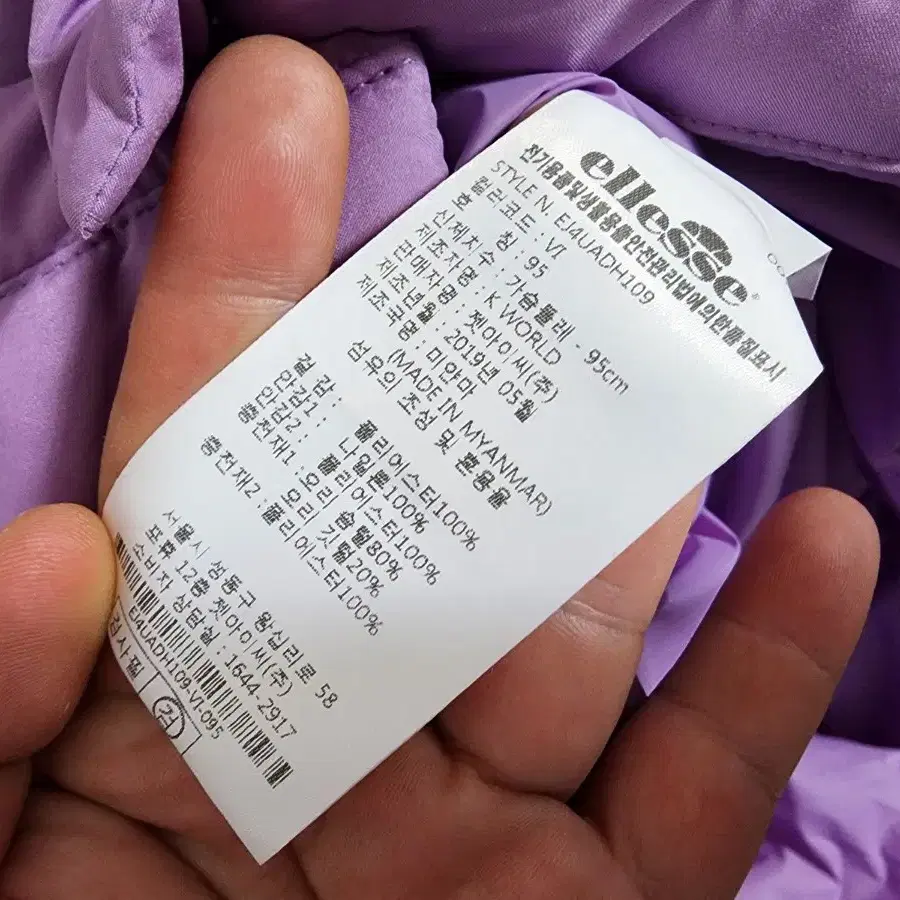 ellesse
전기용품및생활용품안전관리법에의한품질표시
STYLE N EJ4UADH109
컬러코드 : VI
호 칭 : 95
신체치수 : 가슴둘레 - 95cm
제조자명 : K WORLD
판매자명 : 젯아이씨(주)
제조년월 : 2019년 05월
제조국명 : 미얀마
(MADE IN MYANMAR)
섬유의 조성 및 혼용율
겉 감 : 폴리에스터100%
안감1 : 나일론100%
안감2 : 폴리에스터100%
충전재1 : 오리 솜털80%
오리 깃털20%
충전재2 : 폴리에스터100%
서울시 성동구 왕십리로 58
포휴 12층 젯아이씨(주)
소비자 상담실 : 1644.2917
EJ4UADH109-VI-095
검사필
검